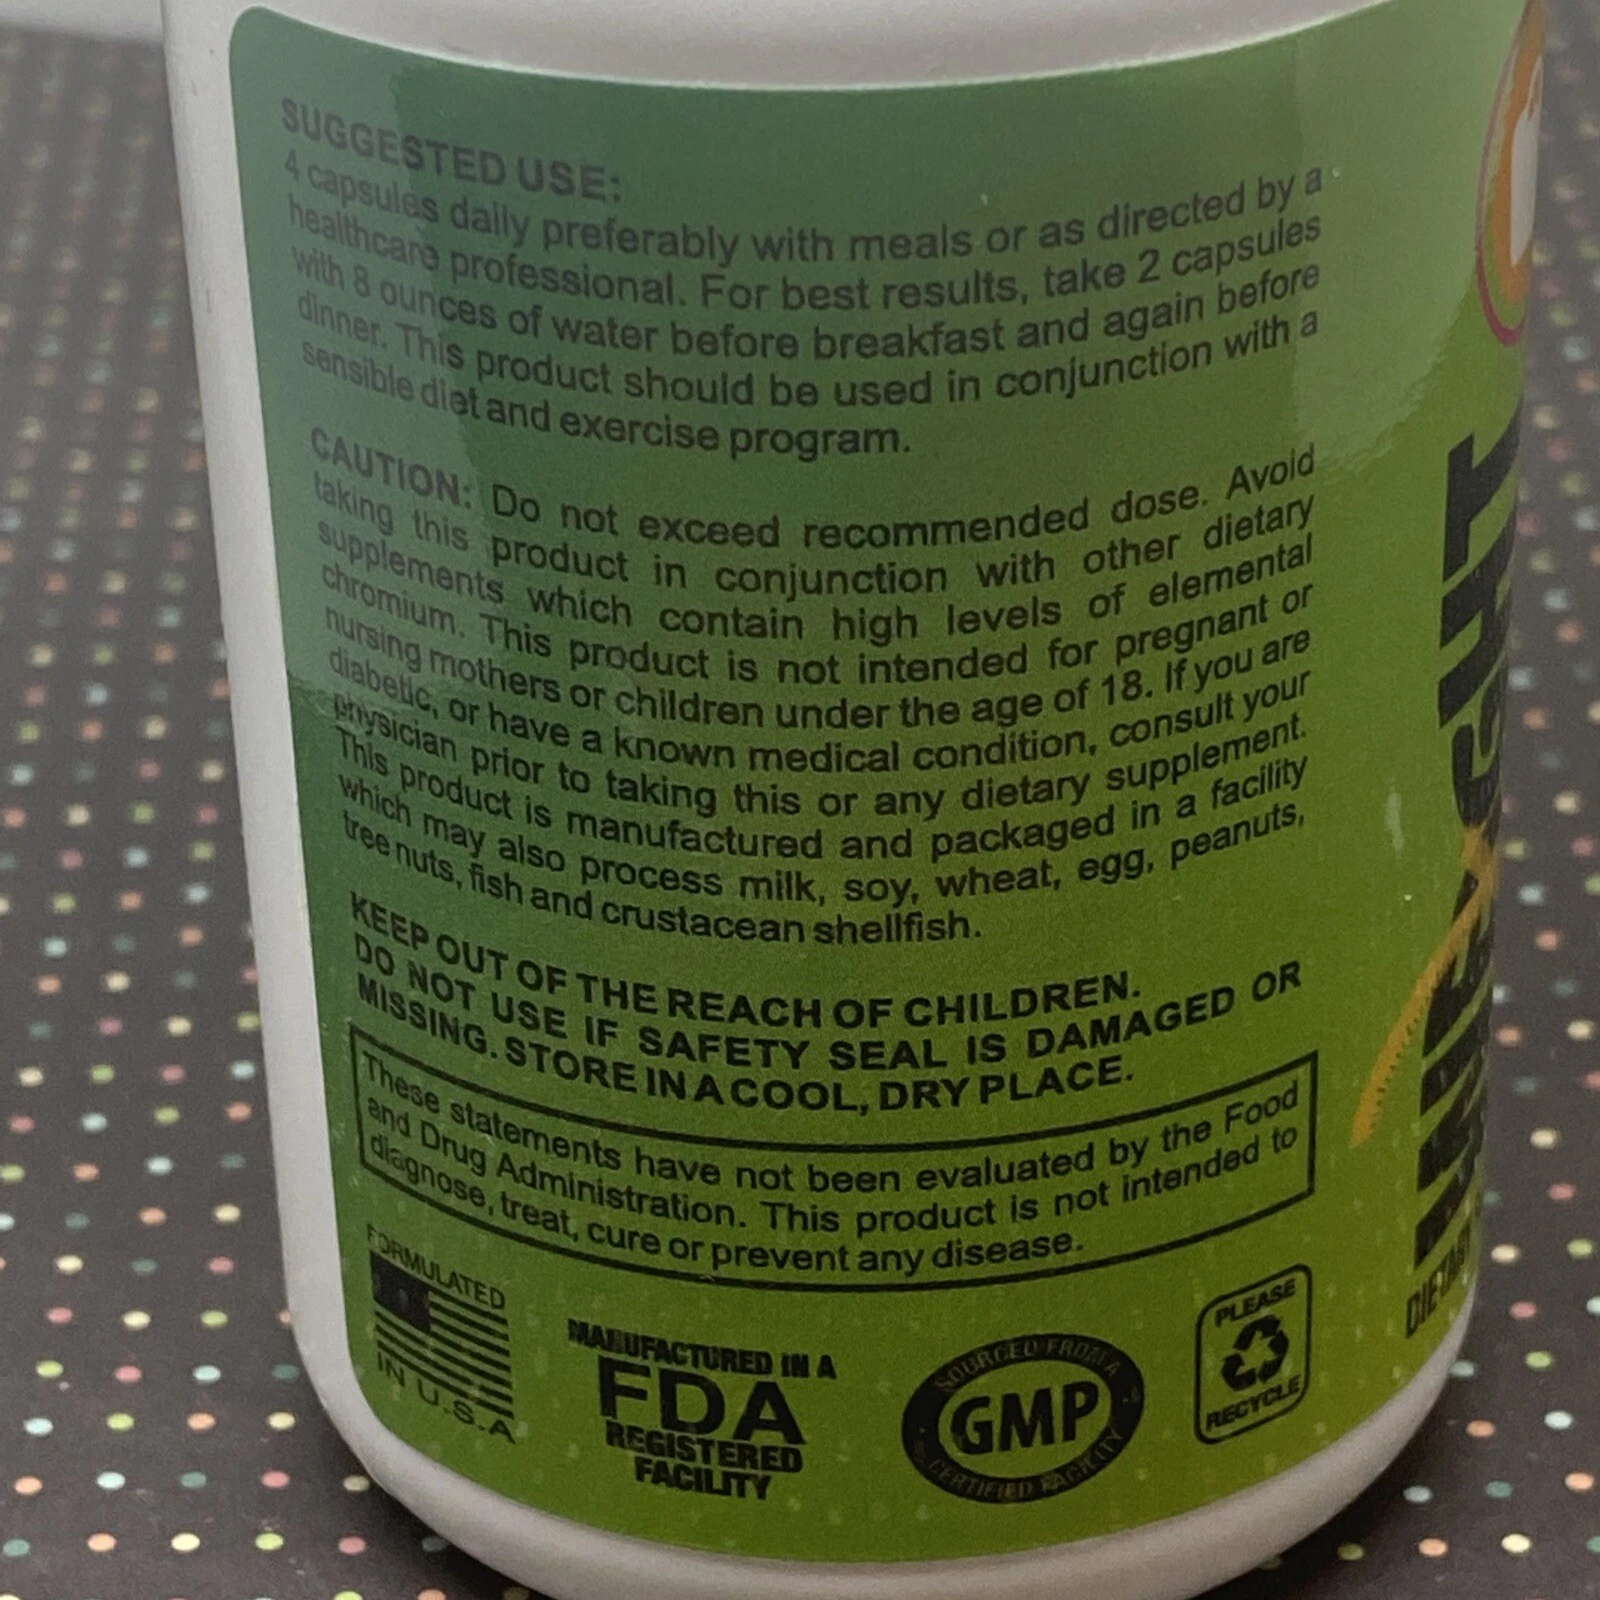 SUGGESTED USE:
4 capsules daily preferably with meals or as directed by a
healthcare professional. For best results, take 2 capsules
with 8 ounces of water before breakfast and again before
dinner. This product should be used in conjunction with a
sensible diet and exercise program.
CAUTION: Do not exceed recommended dose. Avoid
taking this product in conjunction with other dietary
supplements which contain high levels of elemental
chromium. This product is not intended for pregnant or
nursing mothers or children under the age of 18. If you are
diabetic, or have a known medical condition, consult your
physician prior to taking this or any dietary supplement.
This product is manufactured and packaged in a facility
which may also process milk, soy, wheat, egg, peanuts,
tree nuts, fish and crustacean shellfish.
KEEP OUT OF THE REACH OF CHILDREN.
DO NOT USE IF SAFETY SEAL IS DAMAGED OR
MISSING. STORE IN A COOL, DRY PLACE.
These statements have not been evaluated by the Food
and Drug Administration. This product is not intended to
diagnose, treat, cure or prevent any disease.
FORMULATED
IN U.S.A
MANUFACTURED IN A
FDA
REGISTERED
FACILITY
SOURCED FROM A
GMP
CERTIFIED FACILITY
PLEASE
RECYCLE